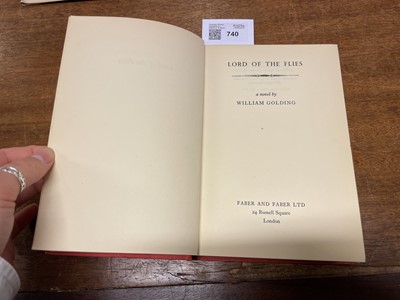 740
LORD OF THE FLIES
a novel by
WILLIAM GOLDING
FABER AND FABER LTD
24 Russell Square
London